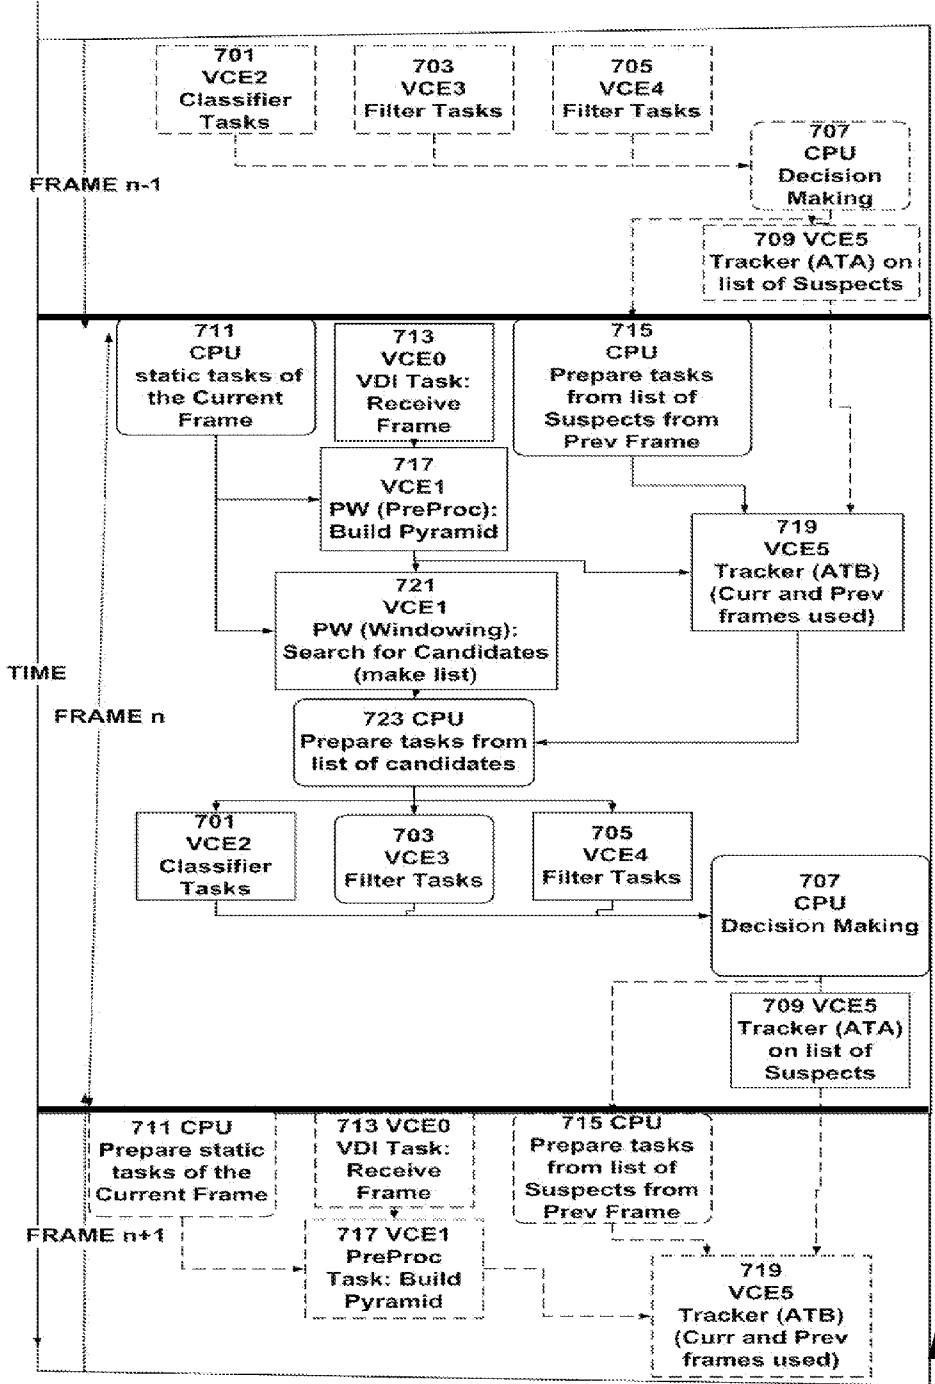 701
VCE2
Classifier
Tasks
703
VCE3
Filter Tasks
705
VCE4
Filter Tasks
707
CPU
Decision
Making
FRAME n-1
709 VCE5
Tracker (ATA) on
list of Suspects
711
CPU
static tasks of
the Current
Frame
713
VCE0
VDI Task:
Receive
Frame
715
CPU
Prepare tasks
from list of
Suspects from
Prev Frame
717
VCE1
PW (PreProc):
Build Pyramid
719
VCE5
Tracker (ATB)
(Curr and Prev
frames used)
721
VCE1
PW (Windowing):
Search for Candidates
(make list)
TIME
FRAME n
723 CPU
Prepare tasks from
list of candidates
701
VCE2
Classifier
Tasks
703
VCE3
Filter Tasks
705
VCE4
Filter Tasks
707
CPU
Decision Making
709 VCE5
Tracker (ATA)
on list of
Suspects
711 CPU
Prepare static
tasks of the
Current Frame
713 VCE0
VDI Task:
Receive
Frame
715 CPU
Prepare tasks
from list of
Suspects from
Prev Frame
FRAME n+1
717 VCE1
PreProc
Task: Build
Pyramid
719
VCE5
Tracker (ATB)
(Curr and Prev
frames used)